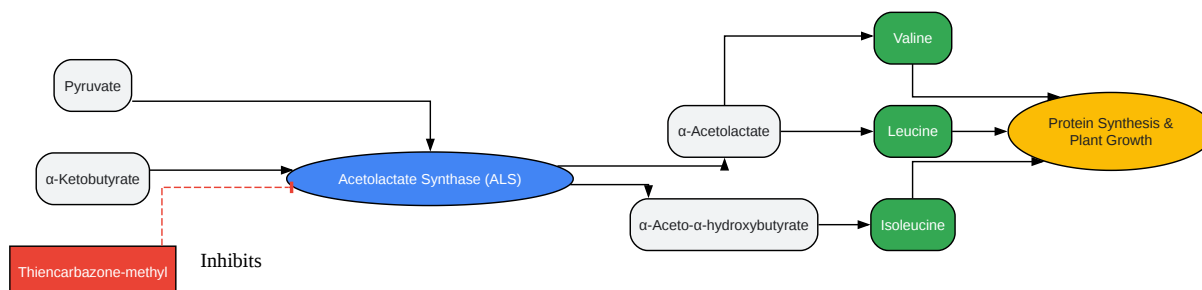 Pyruvate
α-Ketobutyrate
Thiencarbazone-methyl
Inhibits
Acetolactate Synthase (ALS)
α-Acetolactate
α-Aceto-α-hydroxybutyrate
Valine
Leucine
Isoleucine
Protein Synthesis &
Plant Growth